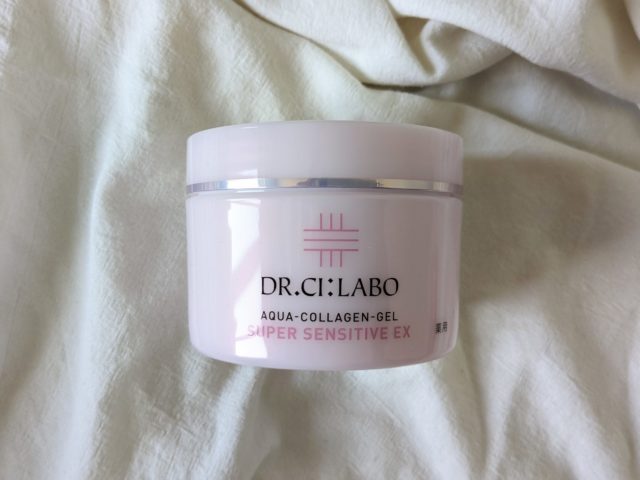 DR.CI:LABO
AQUA-COLLAGEN-GEL
SUPER SENSITIVE EX
薬用